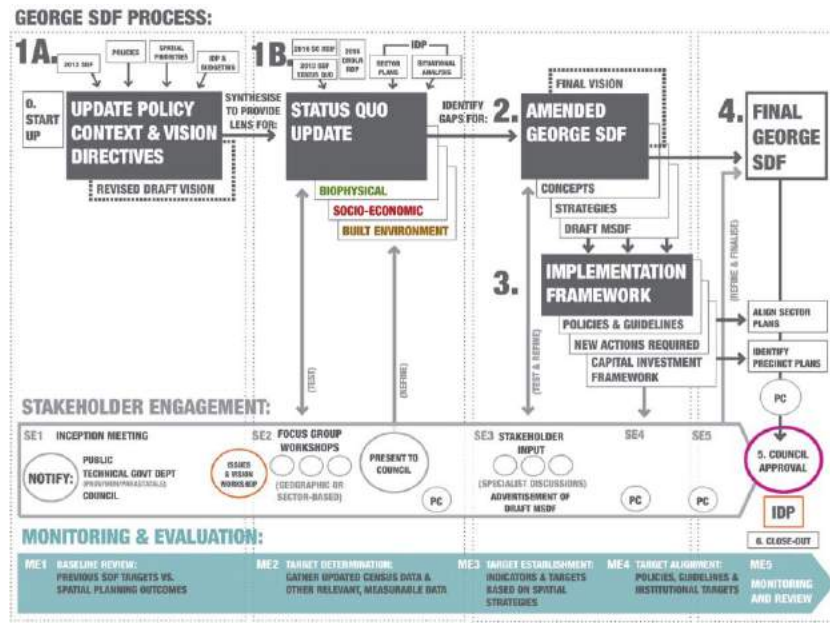 GEORGE SDF PROCESS:
1A.
2013 SDF
POLICIES
SPATIAL
PRIORITIES
IDP &
BUDGETING
0.
START
UP
UPDATE POLICY
CONTEXT & VISION
DIRECTIVES
REVISED DRAFT VISION
SYNTHESISE
TO PROVIDE
LENS FOR:
1B.
2013 SDF
STATUS QUO
IDP
SECTOR
PLANS
SITUATIONAL
ANALYSIS
STATUS QUO
UPDATE
BIOPHYSICAL
SOCIO-ECONOMIC
BUILT ENVIRONMENT
IDENTIFY
GAPS FOR:
2.
FINAL VISION
AMENDED
GEORGE SDF
CONCEPTS
STRATEGIES
DRAFT MSDF
3.
IMPLEMENTATION
FRAMEWORK
POLICIES & GUIDELINES
NEW ACTIONS REQUIRED
CAPITAL INVESTMENT
FRAMEWORK
4.
FINAL
GEORGE
SDF
(REFINE & FINALISE)
ALIGN SECTOR
PLANS
IDENTIFY
PRECINCT PLANS
PC
(TEST)
(REFINE)
(TEST & REFINE)
STAKEHOLDER ENGAGEMENT:
SE1 INCEPTION MEETING
NOTIFY:
PUBLIC
TECHNICAL GOVT DEPT
(PROV/MUN/PARASTATALS)
COUNCIL
ISSUES
& VISION
WORKSHOP
SE2 FOCUS GROUP
WORKSHOPS
(GEOGRAPHIC OR
SECTOR-BASED)
PRESENT TO
COUNCIL
PC
SE3 STAKEHOLDER
INPUT
(SPECIALIST DISCUSSIONS)
ADVERTISEMENT OF
DRAFT MSDF
SE4
PC
SE5
PC
5. COUNCIL
APPROVAL
IDP
6. CLOSE-OUT
MONITORING & EVALUATION:
ME1 BASELINE REVIEW:
PREVIOUS SDF TARGETS VS.
SPATIAL PLANNING OUTCOMES
ME2 TARGET DETERMINATION:
GATHER UPDATED CENSUS DATA &
OTHER RELEVANT, MEASURABLE DATA
ME3 TARGET ESTABLISHMENT:
INDICATORS & TARGETS
BASED ON SPATIAL
STRATEGIES
ME4 TARGET ALIGNMENT:
POLICIES, GUIDELINES &
INSTITUTIONAL TARGETS
ME5
MONITORING
AND REVIEW